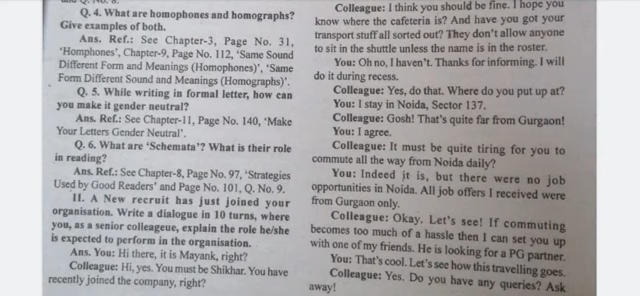 Q. 4. What are homophones and homographs?
Give examples of both.
Ans. Ref.: See Chapter-3, Page No. 31,
'Homphones', Chapter-9, Page No. 112, 'Same Sound
Different Form and Meanings (Homophones)', 'Same
Form Different Sound and Meanings (Homographs)'.
Q. 5. While writing in formal letter, how can
you make it gender neutral?
Ans. Ref.: See Chapter-11, Page No. 140, 'Make
Your Letters Gender Neutral'.
Q. 6. What are 'Schemata'? What is their role
in reading?
Ans. Ref.: See Chapter-8, Page No. 97, 'Strategies
Used by Good Readers' and Page No. 101, Q. No. 9.
II. A New recruit has just joined your
organisation. Write a dialogue in 10 turns, where
you, as a senior colleageue, explain the role he/she
is expected to perform in the organisation.
Ans. You: Hi there, it is Mayank, right?
Colleague: Hi, yes. You must be Shikhar. You have
recently joined the company, right?
Colleague: I think you should be fine. I hope you
know where the cafeteria is? And have you got your
transport stuff all sorted out? They don't allow anyone
to sit in the shuttle unless the name is in the roster.
You: Oh no, I haven't. Thanks for informing. I will
do it during recess.
Colleague: Yes, do that. Where do you put up at?
You: I stay in Noida, Sector 137.
Colleague: Gosh! That's quite far from Gurgaon!
You: I agree.
Colleague: It must be quite tiring for you to
commute all the way from Noida daily?
You: Indeed it is, but there were no job
opportunities in Noida. All job offers I received were
from Gurgaon only.
Colleague: Okay. Let's see! If commuting
becomes too much of a hassle then I can set you up
with one of my friends. He is looking for a PG partner.
You: That's cool. Let's see how this travelling goes.
Colleague: Yes. Do you have any queries? Ask
away!